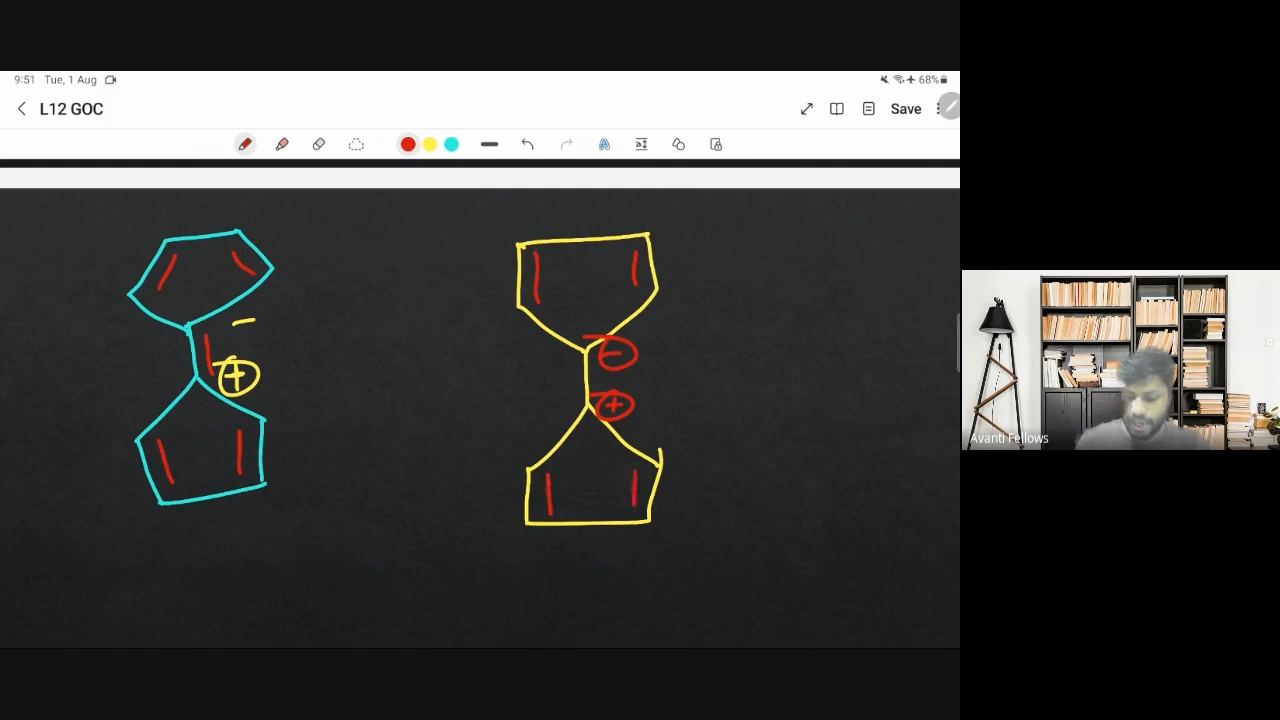 9:51 Tue, 1 Aug 68%
L12 GOC Save
− +
− +
Avanti Fellows